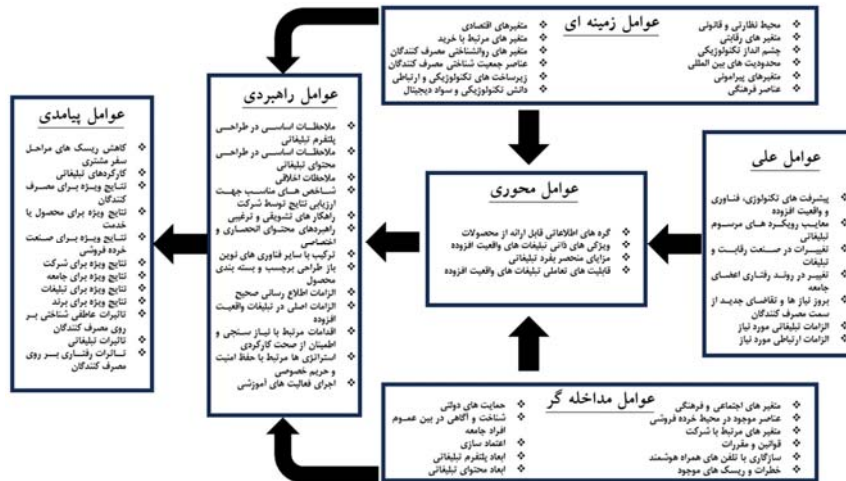 عوامل زمینه ای
محیط نظارتی و قانونی
متغیر های رقابتی
چشم انداز تکنولوژیکی
محدودیت های بین المللی
متغیرهای پیرامونی
عناصر فرهنگی
متغیرهای اقتصادی
متغیر های مرتبط با خرید
متغیر های روانشناختی مصرف کنندگان
عناصر جمعیت شناختی مصرف کنندگان
زیرساخت های تکنولوژیکی و ارتباطی
دانش تکنولوژیکی و سواد دیجیتال
عوامل علی
پیشرفت های تکنولوژی، فناوری
و واقعیت افزوده
معایب رویکرد های مرسوم
تبلیغاتی
تغییرات در صنعت رقابت و
تبلیغات
تغییر در روند رفتاری اعضای
جامعه
بروز نیاز ها و تقاضای جدید از
سمت مصرف کنندگان
الزامات تبلیغاتی مورد نیاز
الزامات ارتباطی مورد نیاز
عوامل محوری
گره های اطلاعاتی قابل ارائه از محصولات
ویژگی های ذاتی تبلیغات های واقعیت افزوده
مزایای منحصر بفرد تبلیغاتی
قابلیت های تعاملی تبلیغات های واقعیت افزوده
عوامل راهبردی
ملاحظات اساسی در طراحی
پلتفرم تبلیغاتی
ملاحظات اساسی در طراحی
محتوای تبلیغاتی
ملاحظات اخلاقی
شاخص های مناسب جهت
ارزیابی نتایج توسط شرکت
راهکار های تشویقی و ترغیبی
راهبردهای محتوای انحصاری و
اختصاصی
ترکیب با سایر فناوری های نوین
باز طراحی برچسب و بسته بندی
محصول
الزامات اطلاع رسانی صحیح
الزامات اصلی در تبلیغات واقعیت
افزوده
اقدامات مرتبط با نیاز سنجی و
اطمینان از صحت کارکردی
استراتژی ها مرتبط با حفظ امنیت
و حریم خصوصی
اجرای فعالیت های آموزشی
عوامل پیامدی
کاهش ریسک های مراحل
سفر مشتری
کارکردهای تبلیغاتی
نتایج ویژه برای مصرف
کنندگان
نتایج ویژه برای محصول یا
خدمت
نتایج ویژه برای صنعت
خرده فروشی
نتایج ویژه برای شرکت
نتایج ویژه برای جامعه
نتایج ویژه برای تبلیغات
نتایج ویژه برای برند
تاثیرات عاطفی شناختی بر
روی مصرف کنندگان
تاثیرات تبلیغاتی
تاثرات رفتاری بر روی
مصرف کنندگان
عوامل مداخله گر
متغیر های اجتماعی و فرهنگی
عناصر موجود در محیط خرده فروشی
متغیر های مرتبط با شرکت
قوانین و مقررات
سازگاری با تلفن های همراه هوشمند
خطرات و ریسک های موجود
حمایت های دولتی
شناخت و آگاهی در بین عموم
افراد جامعه
اعتماد سازی
ابعاد پلتفرم تبلیغاتی
ابعاد محتوای تبلیغاتی